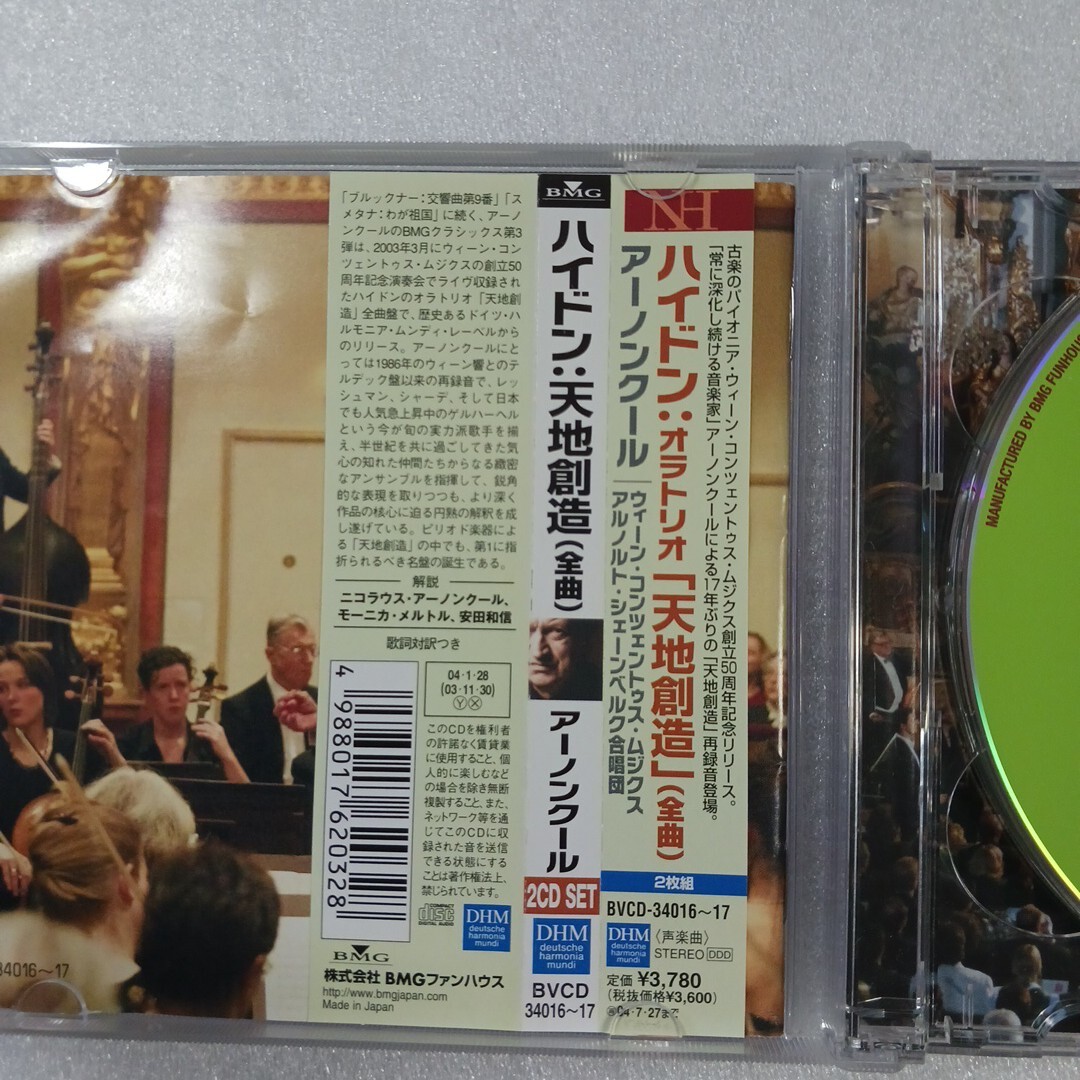 「ブルックナー：交響曲第9番」「ス
メタナ：わが祖国」に続く、アーノ
ンクールのBMGクラシックス第3
弾は、2003年3月にウィーン・コン
ツェントゥス・ムジクスの創立50
周年記念演奏会でライヴ収録され
たハイドンのオラトリオ「天地創
造」全曲盤で、歴史あるドイツ・ハ
ルモニア・ムンディ・レーベルから
のリリース。アーノンクールにと
っては1986年のウィーン響とのテ
ルデック盤以来の再録音で、レッ
シュマン、シャーデ、そして日本
でも人気急上昇中のゲルハーヘル
という今が旬の実力派歌手を揃
え、半世紀を共に過ごしてきた気
心の知れた仲間たちからなる緻密
なアンサンブルを指揮して、鋭角
的な表現を取りつつも、より深く
作品の核心に迫る円熟の解釈を成
し遂げている。ピリオド楽器によ
る「天地創造」の中でも、第1に指
折られるべき名盤の誕生である。
解説
ニコラウス・アーノンクール、
モーニカ・メルトル、安田和信
歌詞対訳つき
4 988017 620328
04・1・28
(03・11・30)
Ⓨ Ⓧ
このCDを権利者
の許諾なく賃貸業
に使用すること、個
人的に楽しむなど
の場合を除き無断
複製すること、また、
ネットワーク等を通
じてこのCDに収
録された音を送信
できる状態にする
ことは著作権法上、
禁じられています。
COMPACT
disc
DIGITAL AUDIO
DHM
deutsche
harmonia
mundi
BMG
株式会社 BMGファンハウス
http://www.bmgjapan.com
Made in Japan
34016〜17
BMG
ハイドン：天地創造（全曲）
アーノンクール
2CD SET
DHM
deutsche
harmonia
mundi
BVCD
34016〜17
NH
古楽のパイオニア・ウィーン・コンツェントゥス・ムジクス創立50周年記念リリース。
「常に深化し続ける音楽家」アーノンクールによる17年ぶりの「天地創造」再録音登場。
ハイドン：オラトリオ「天地創造」（全曲）
アーノンクール
ウィーン・コンツェントゥス・ムジクス
アルノルト・シェーンベルク合唱団
2枚組
BVCD-34016〜17
DHM
deutsche
harmonia
mundi
〈声楽曲〉
STEREO DDD
定価 ¥3,780
(税抜価格¥3,600)
再04・7・27まで
MANUFACTURED BY BMG FUNHOUS